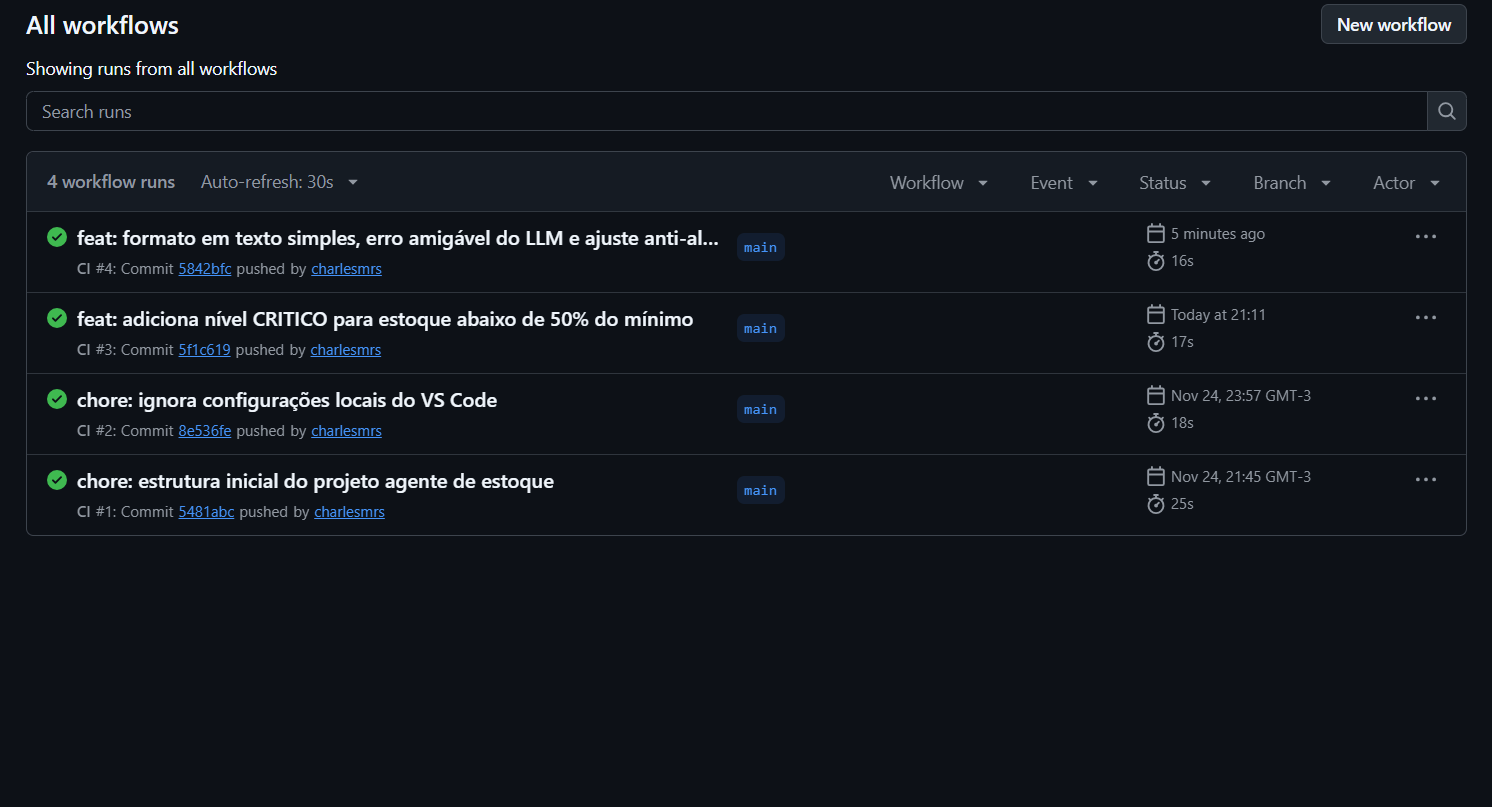 All workflows
New workflow
Showing runs from all workflows
Search runs
4 workflow runs Auto-refresh: 30s Workflow Event Status Branch Actor
feat: formato em texto simples, erro amigável do LLM e ajuste anti-al...
main
5 minutes ago
CI #4: Commit 5842bfc pushed by charlesmrs
16s
feat: adiciona nível CRITICO para estoque abaixo de 50% do mínimo
main
Today at 21:11
CI #3: Commit 5f1c619 pushed by charlesmrs
17s
chore: ignora configurações locais do VS Code
main
Nov 24, 23:57 GMT-3
CI #2: Commit 8e536fe pushed by charlesmrs
18s
chore: estrutura inicial do projeto agente de estoque
main
Nov 24, 21:45 GMT-3
CI #1: Commit 5481abc pushed by charlesmrs
25s